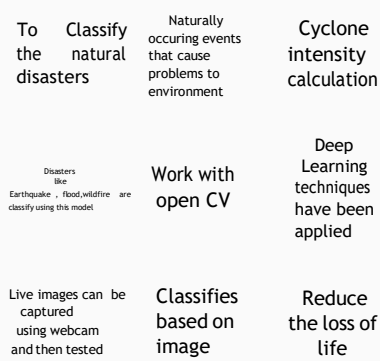 To Classify
the natural
disasters
Naturally
occuring events
that cause
problems to
environment
Cyclone
intensity
calculation
Disasters
like
Earthquake , flood,wildfire are
classify using this model
Work with
open CV
Deep
Learning
techniques
have been
applied
Live images can be
captured
using webcam
and then tested
Classifies
based on
image
Reduce
the loss of
life